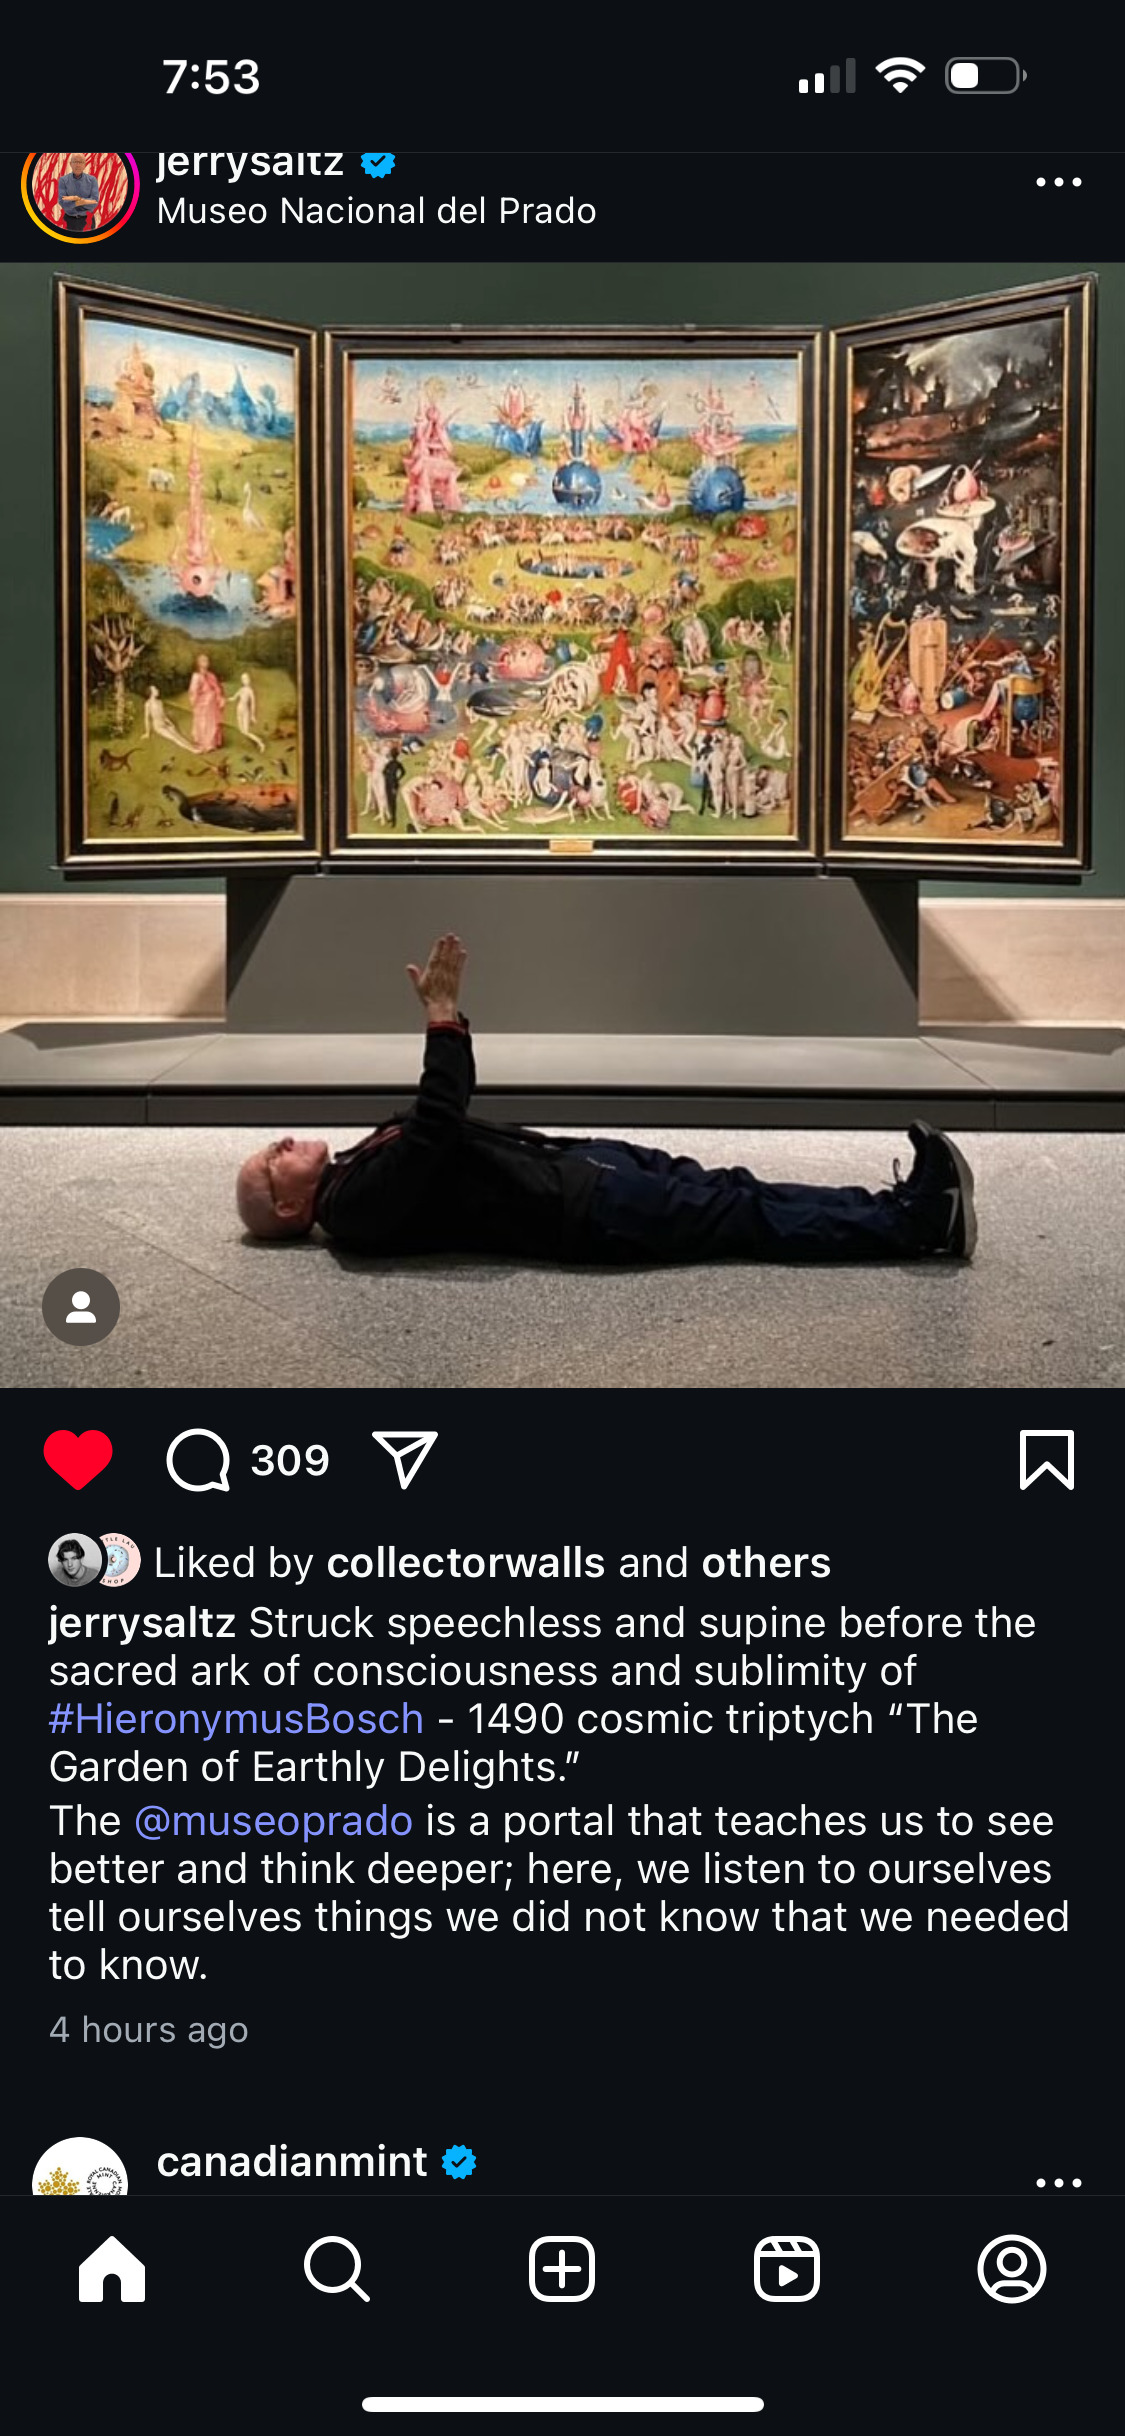 7:53
jerrysaltz
Museo Nacional del Prado
309
Liked by collectorwalls and others
jerrysaltz Struck speechless and supine before the
sacred ark of consciousness and sublimity of
#HieronymusBosch - 1490 cosmic triptych “The
Garden of Earthly Delights.”
The @museoprado is a portal that teaches us to see
better and think deeper; here, we listen to ourselves
tell ourselves things we did not know that we needed
to know.
4 hours ago
canadianmint